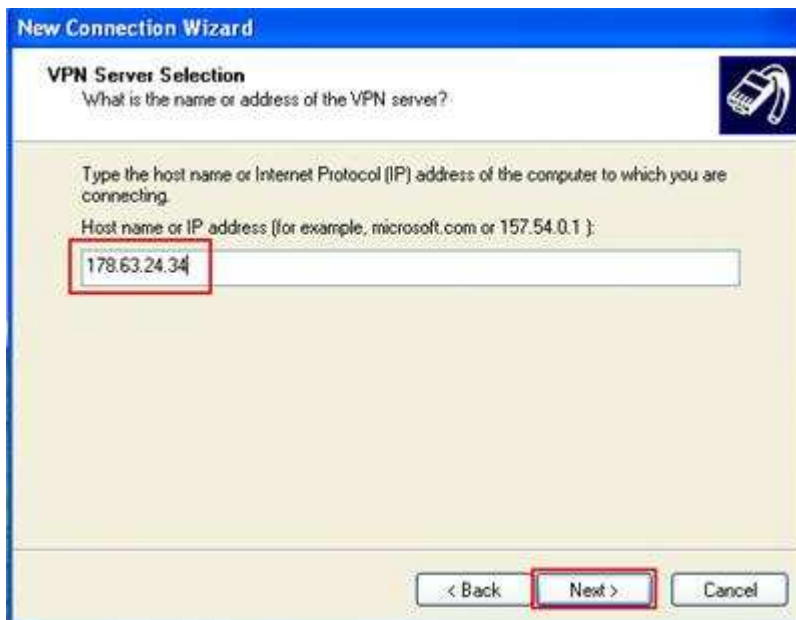 New Connection Wizard
VPN Server Selection
What is the name or address of the VPN server?
Type the host name or Internet Protocol (IP) address of the computer to which you are
connecting.
Host name or IP address (for example, microsoft.com or 157.54.0.1 ):
178.63.24.34
< Back Next > Cancel